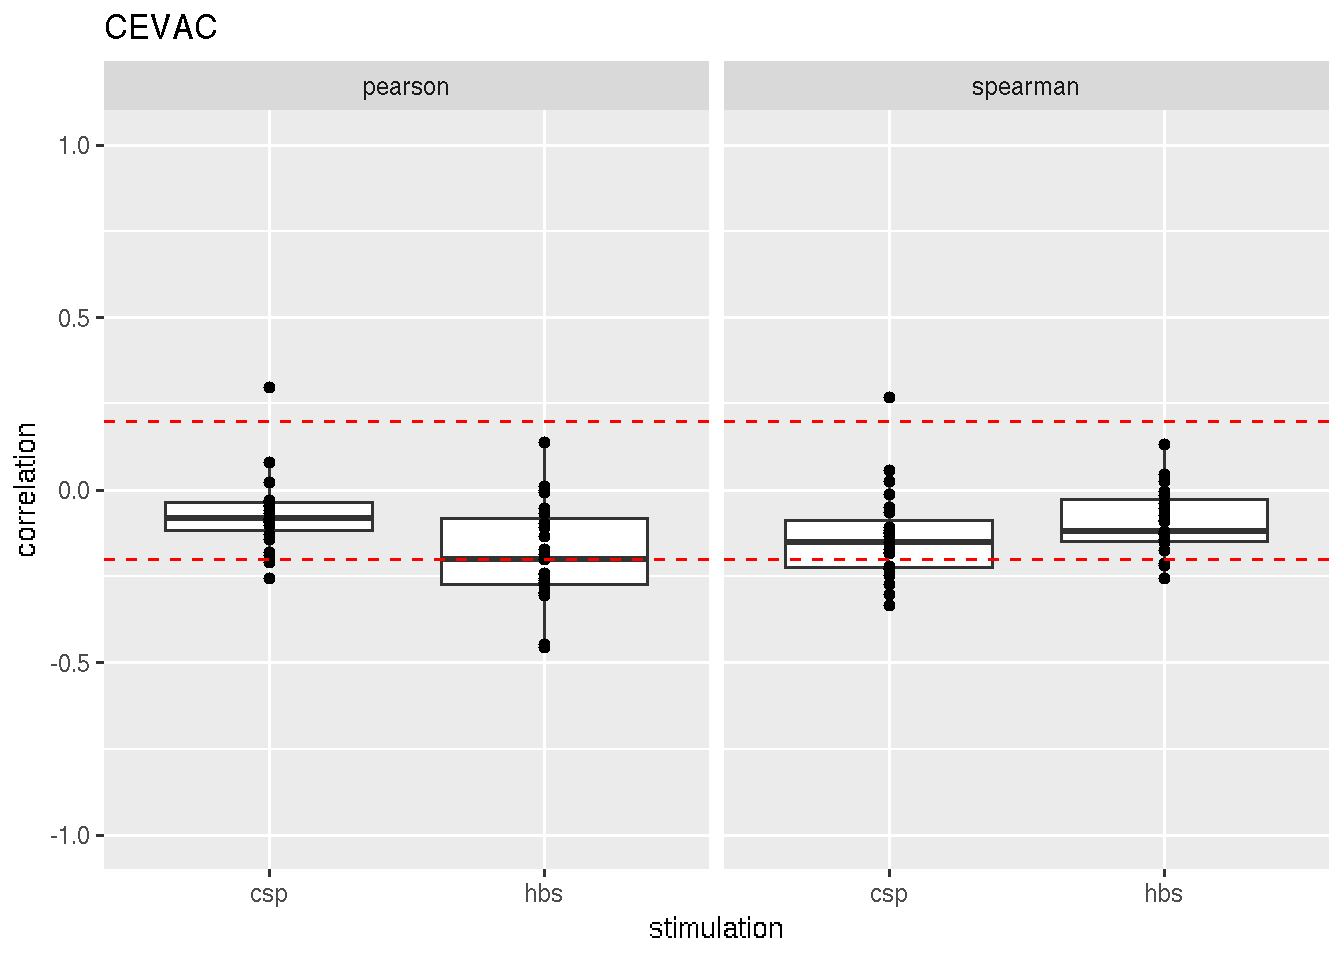 CEVAC
pearson
spearman
1.0
0.5
0.0
-0.5
-1.0
correlation
csp
hbs
csp
hbs
stimulation